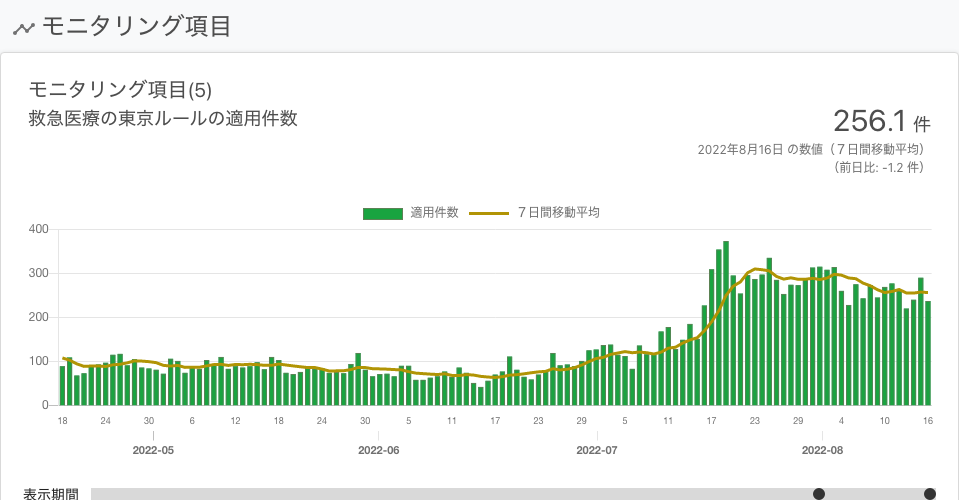 モニタリング項目
モニタリング項目(5)
救急医療の東京ルールの適用件数
256.1 件
2022年8月16日 の数値（７日間移動平均）
（前日比: -1.2 件）
適用件数 ７日間移動平均
400
300
200
100
0
18 24 30 6 12 18 24 30 5 11 17 23 29 5 11 17 23 29 4 10 16
2022-05 2022-06 2022-07 2022-08
表示期間